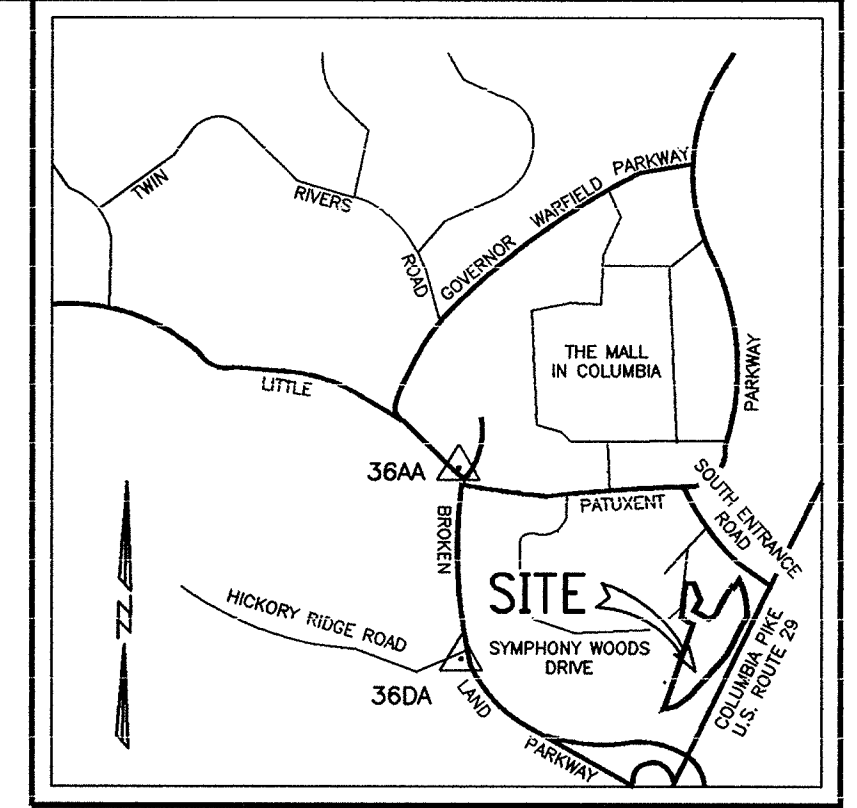 TWIN
RIVERS
ROAD
GOVERNOR WARFIELD PARKWAY
THE MALL
IN COLUMBIA
PARKWAY
LITTLE
36AA
PATUXENT
SOUTH ENTRANCE
ROAD
BROKEN
LAND
PARKWAY
SITE
SYMPHONY WOODS
DRIVE
HICKORY RIDGE ROAD
36DA
COLUMBIA PIKE
U.S. ROUTE 29
N